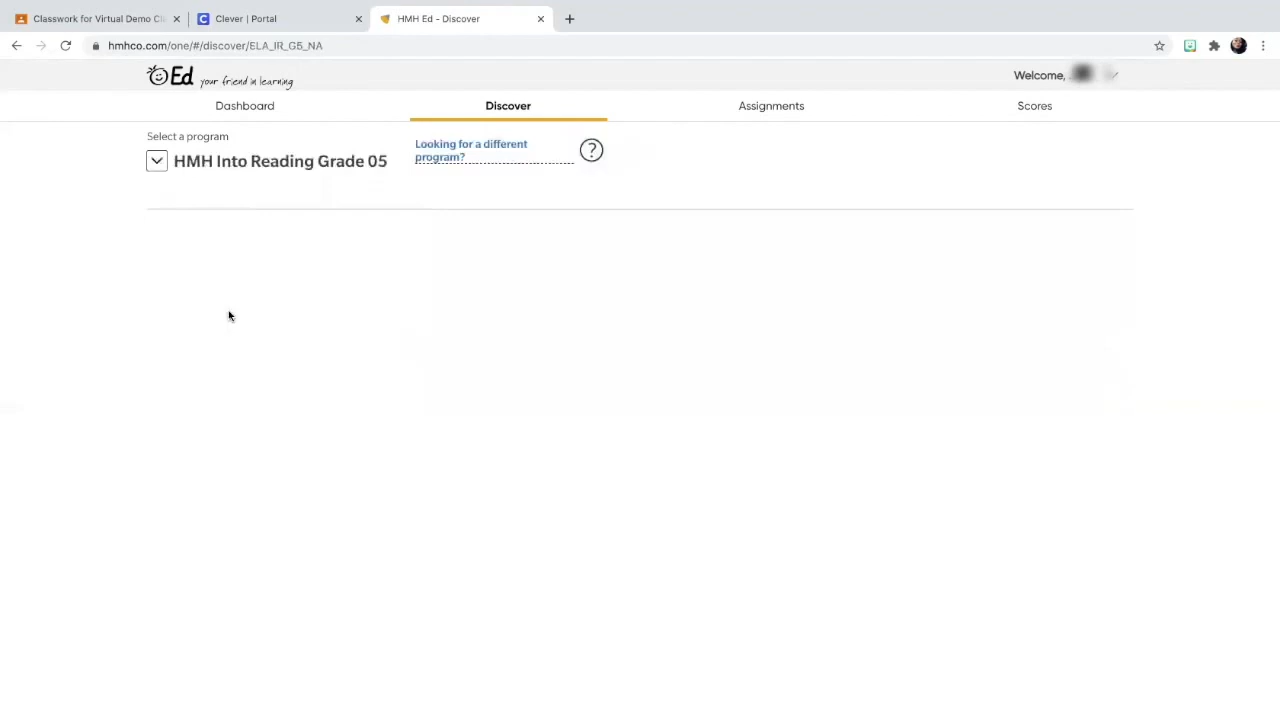 Classwork for Virtual Demo Cl
Clever | Portal
HMH Ed - Discover
hmhco.com/one/#/discover/ELA_IR_G5_NA
Ed your friend in learning
Welcome,
Dashboard
Discover
Assignments
Scores
Select a program
HMH Into Reading Grade 05
Looking for a different
program?
?